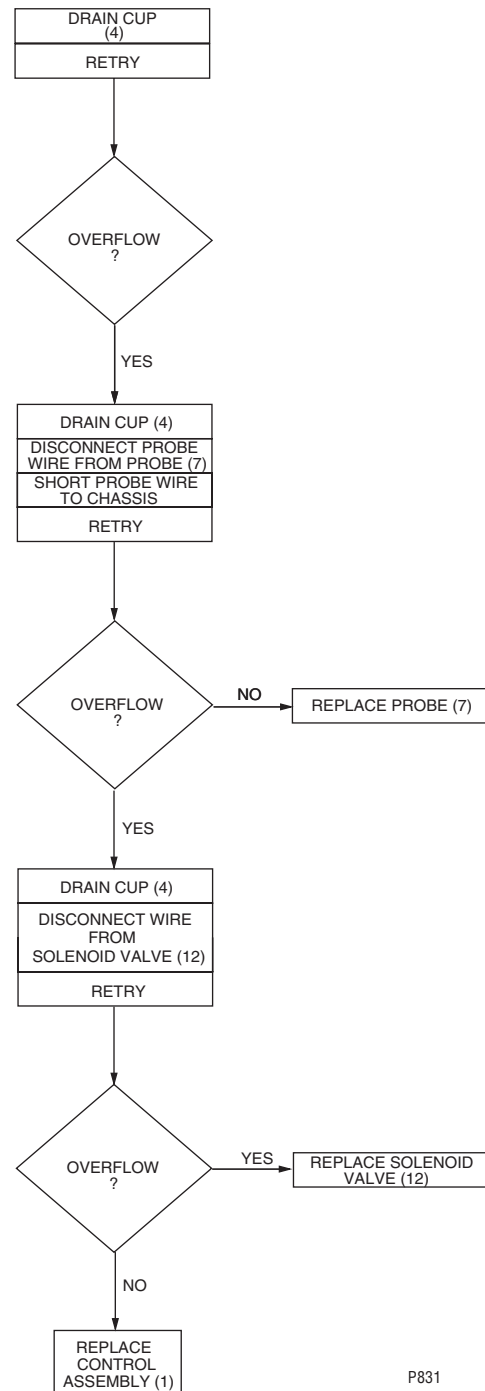 DRAIN CUP
(4)
RETRY
OVERFLOW
?
YES
DRAIN CUP (4)
DISCONNECT PROBE
WIRE FROM PROBE (7)
SHORT PROBE WIRE
TO CHASSIS
RETRY
OVERFLOW
?
NO
REPLACE PROBE (7)
YES
DRAIN CUP (4)
DISCONNECT WIRE
FROM
SOLENOID VALVE (12)
RETRY
OVERFLOW
?
YES
REPLACE SOLENOID
VALVE (12)
NO
REPLACE
CONTROL
ASSEMBLY (1)
P831